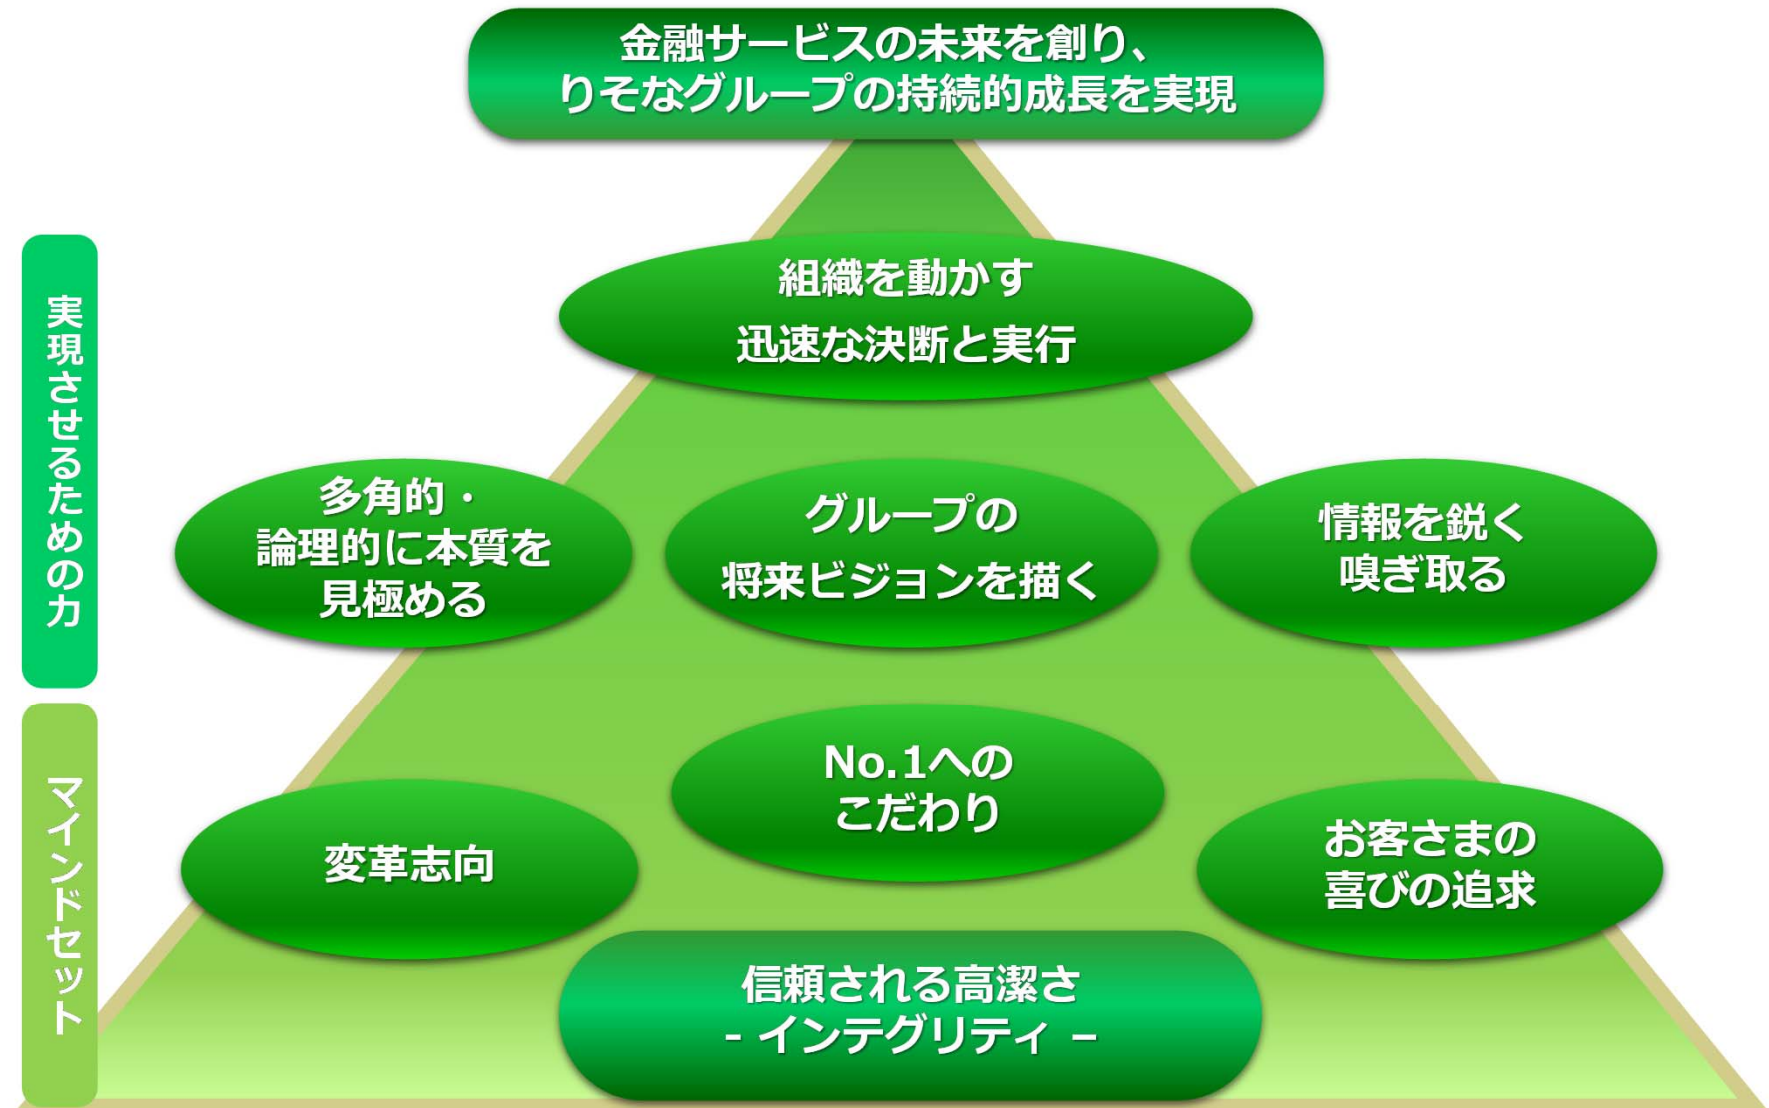 金融サービスの未来を創り、
りそなグループの持続的成長を実現
実現させるための力
組織を動かす
迅速な決断と実行
多角的・
論理的に本質を
見極める
グループの
将来ビジョンを描く
情報を鋭く
嗅ぎ取る
マインドセット
変革志向
No.1への
こだわり
お客さまの
喜びの追求
信頼される高潔さ
- インテグリティ –